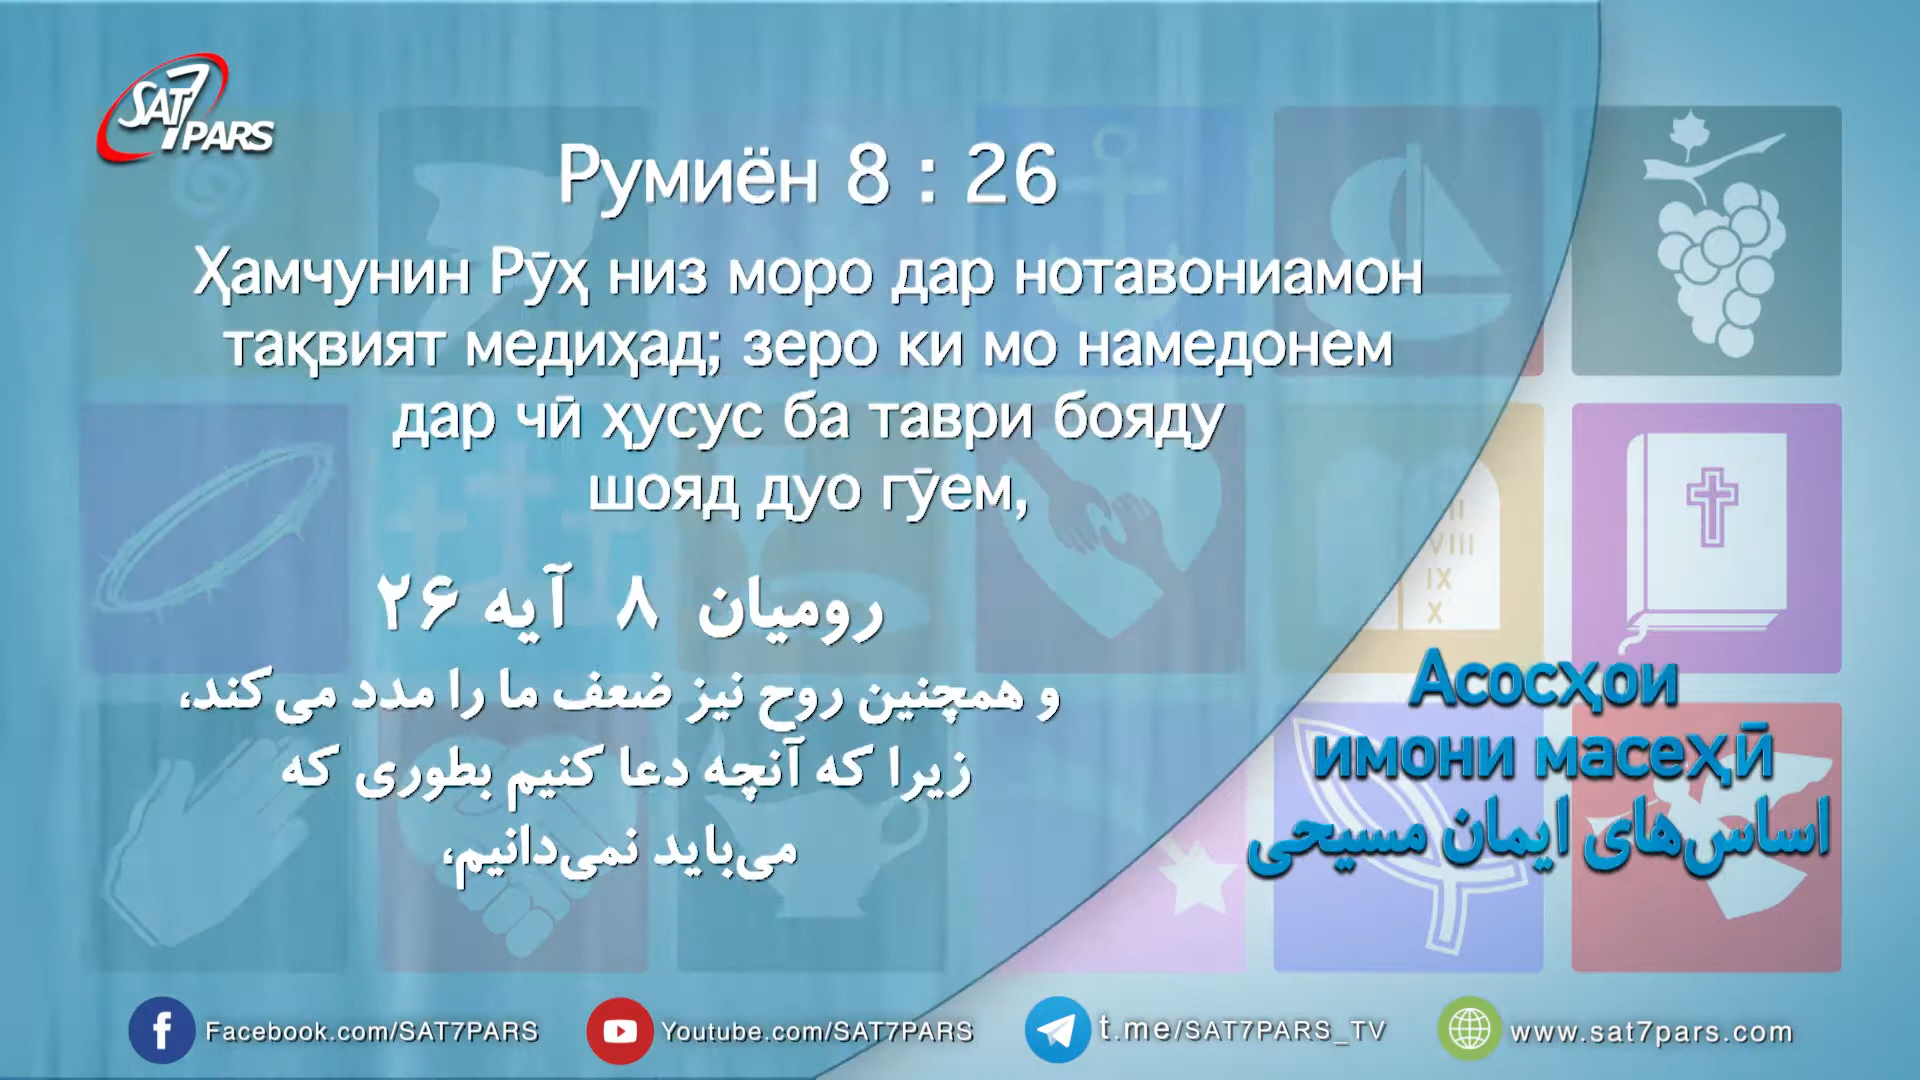 SAT7 PARS
Румиён 8 : 26
Ҳамчунин Рӯҳ низ моро дар нотавониамон
тақвият медиҳад; зеро ки мо намедонем
дар чӣ ҳусус ба таври бояду
шояд дуо гӯем,
رومیان ۸ آیه ۲۶
و همچنین روح نیز ضعف ما را مدد می‌کند،
زیرا که آنچه دعا کنیم بطوری که
می‌باید نمی‌دانیم،
VIII
IX
X
Асосҳои
имони масеҳӣ
اساس‌های ایمان مسیحی
Facebook.com/SAT7PARS
Youtube.com/SAT7PARS
t.me/SAT7PARS_TV
www.sat7pars.com